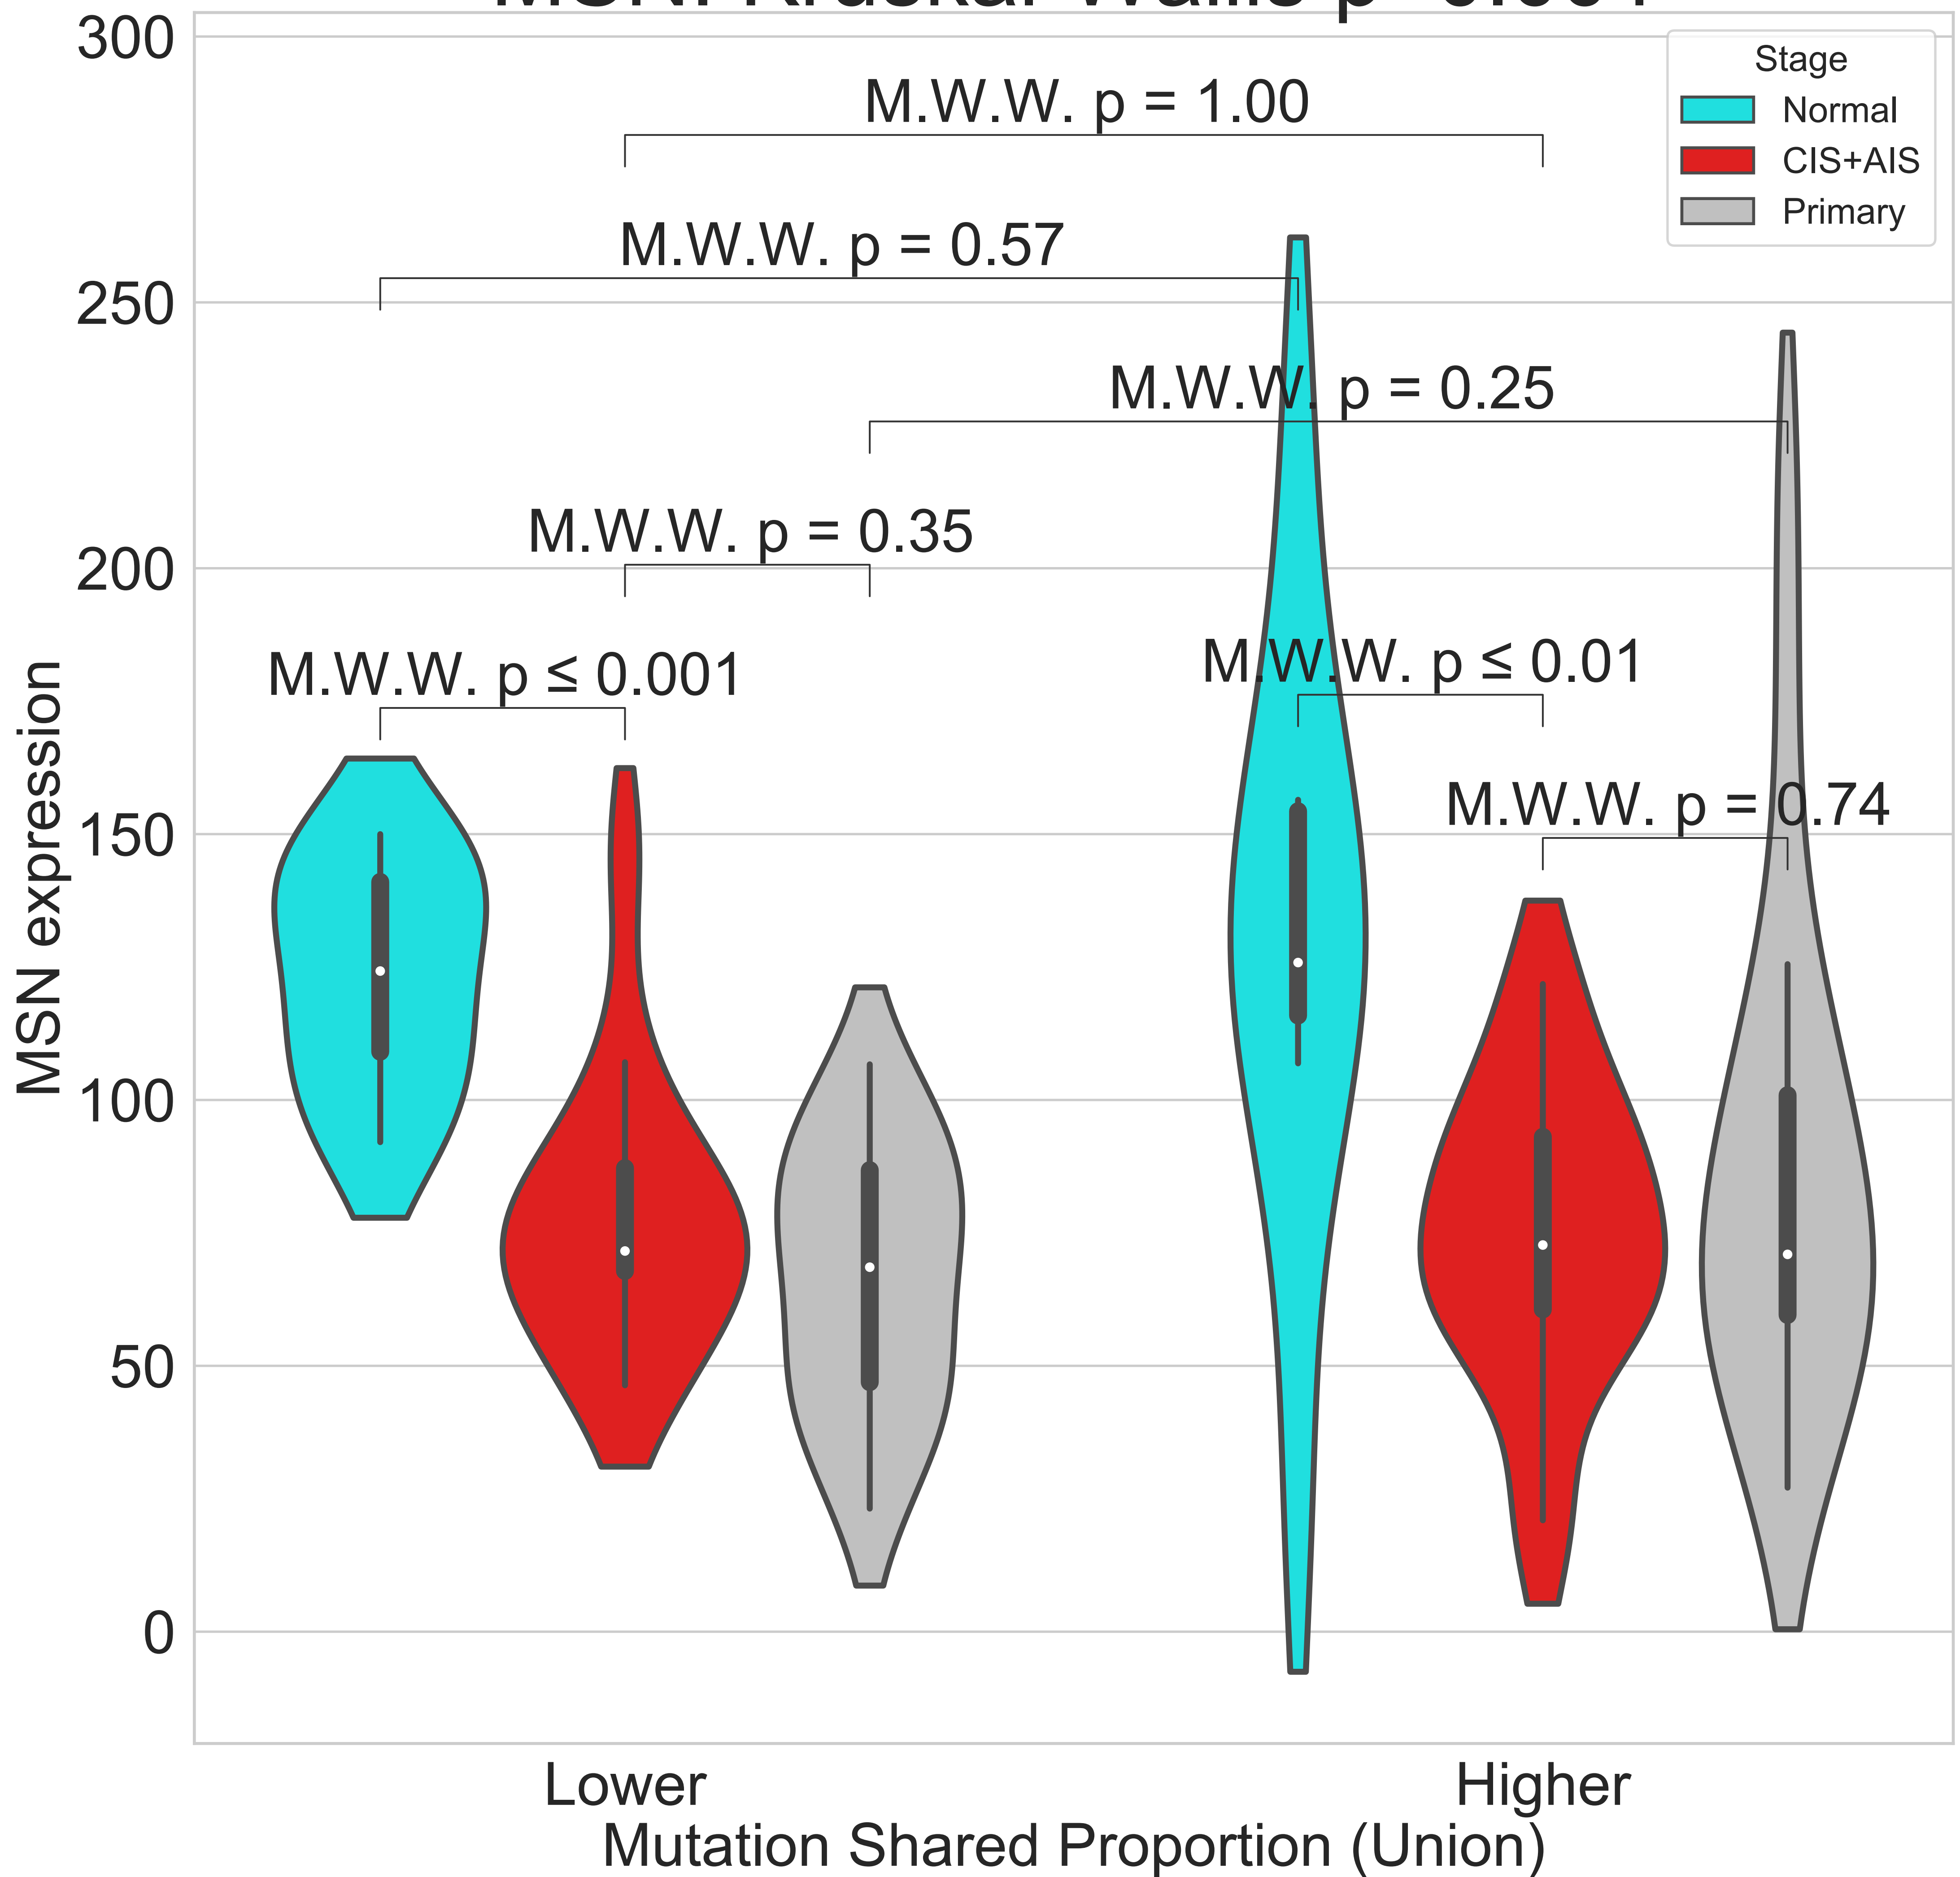 300
Stage
Normal
CIS+AIS
Primary
M.W.W. p = 1.00
M.W.W. p = 0.57
250
M.W.W. p = 0.25
M.W.W. p = 0.35
200
M.W.W. p ≤ 0.001
M.W.W. p ≤ 0.01
M.W.W. p = 0.74
150
MSN expression
100
50
0
Lower
Higher
Mutation Shared Proportion (Union)